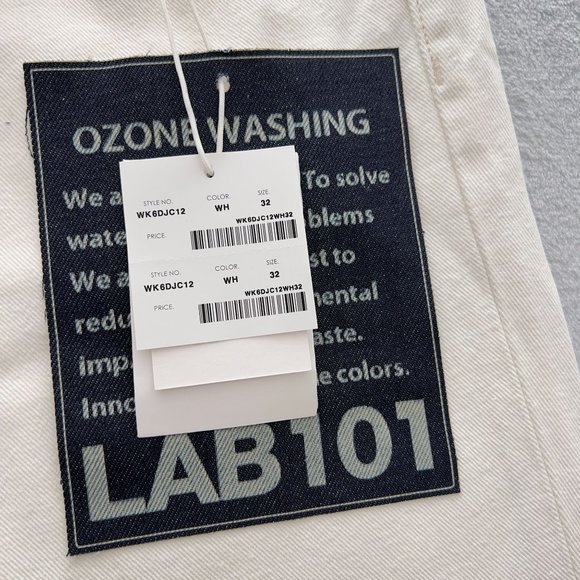 OZONE WASHING
We a To solve
wate blems
We a st to
redu mental
imp aste.
Inno e colors.
LAB101
STYLE NO. COLOR. SIZE.
WK6DJC12 WH 32
PRICE. WK6DJC12WH32
STYLE NO. COLOR. SIZE.
WK6DJC12 WH 32
PRICE. WK6DJC12WH32